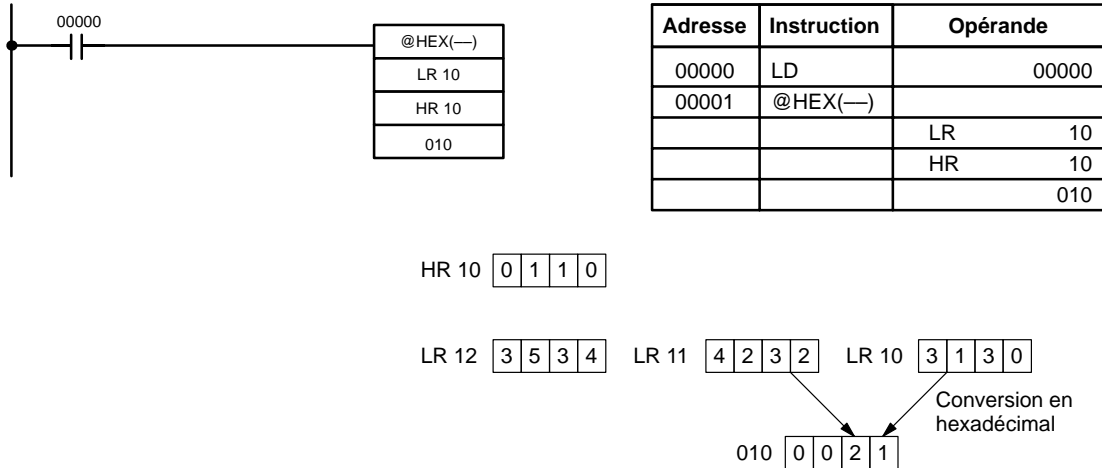 00000
@HEX(––)
LR 10
HR 10
010
Adresse Instruction Opérande
00000 LD 00000
00001 @HEX(––)
LR 10
HR 10
010
HR 10 0 1 1 0
LR 12 3 5 3 4 LR 11 4 2 3 2 LR 10 3 1 3 0
Conversion en
hexadécimal
010 0 0 2 1